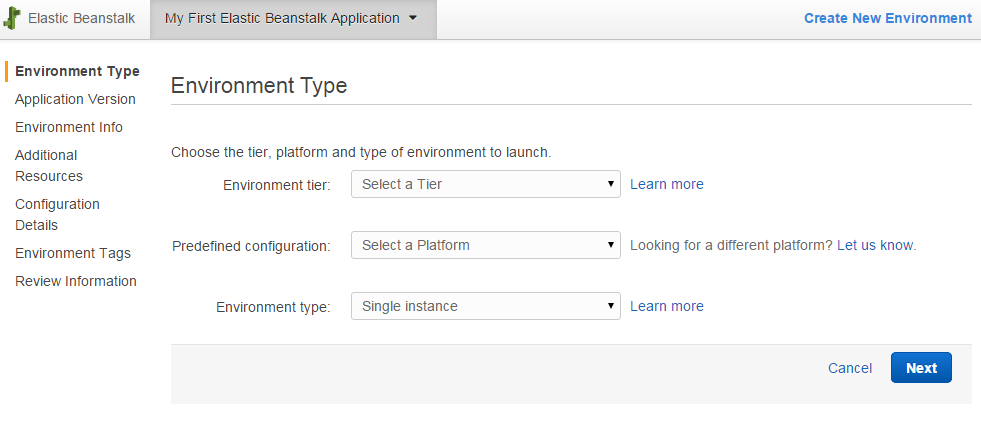 Elastic Beanstalk
My First Elastic Beanstalk Application
Create New Environment
Environment Type
Application Version
Environment Info
Additional
Resources
Configuration
Details
Environment Tags
Review Information
Environment Type
Choose the tier, platform and type of environment to launch.
Environment tier: Select a Tier Learn more
Predefined configuration: Select a Platform Looking for a different platform? Let us know.
Environment type: Single instance Learn more
Cancel Next